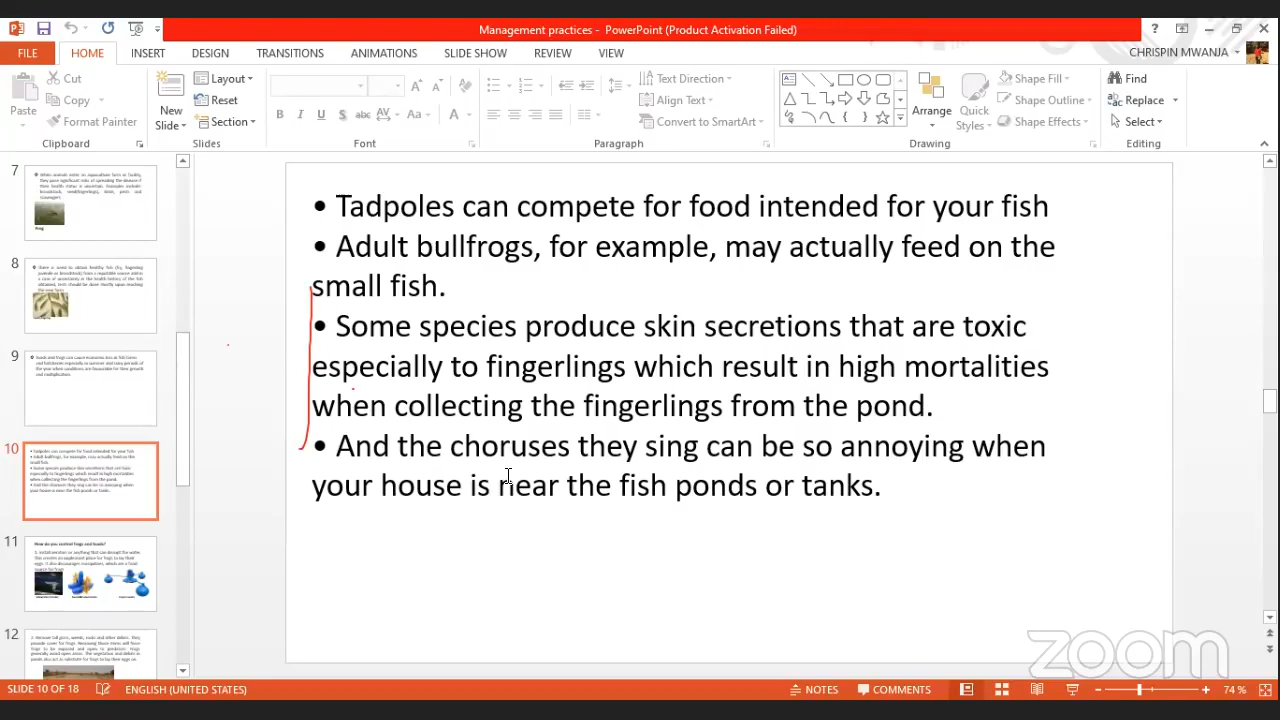 Management practices - PowerPoint (Product Activation Failed)
FILE HOME INSERT DESIGN TRANSITIONS ANIMATIONS SLIDE SHOW REVIEW VIEW CHRISPIN MWANJA
Paste
Cut
Copy
Format Painter
Clipboard
New
Slide
Layout
Reset
Section
Slides
Font
Text Direction
Align Text
Convert to SmartArt
Paragraph
Arrange
Quick
Styles
Shape Fill
Shape Outline
Shape Effects
Drawing
Find
Replace
Select
Editing
7
8
9
10
11
How do you control frogs and toads?
12
• Tadpoles can compete for food intended for your fish
• Adult bullfrogs, for example, may actually feed on the
small fish.
• Some species produce skin secretions that are toxic
especially to fingerlings which result in high mortalities
when collecting the fingerlings from the pond.
• And the choruses they sing can be so annoying when
your house is near the fish ponds or tanks.
zoom
SLIDE 10 OF 18 ENGLISH (UNITED STATES) NOTES COMMENTS 74 %